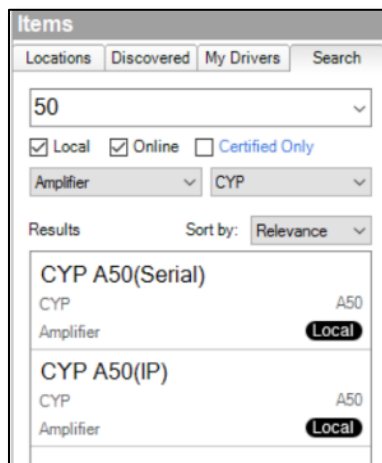 Items
Locations Discovered My Drivers Search
50
Local Online Certified Only
Amplifier CYP
Results Sort by: Relevance
CYP A50(Serial)
CYP A50
Amplifier Local
CYP A50(IP)
CYP A50
Amplifier Local